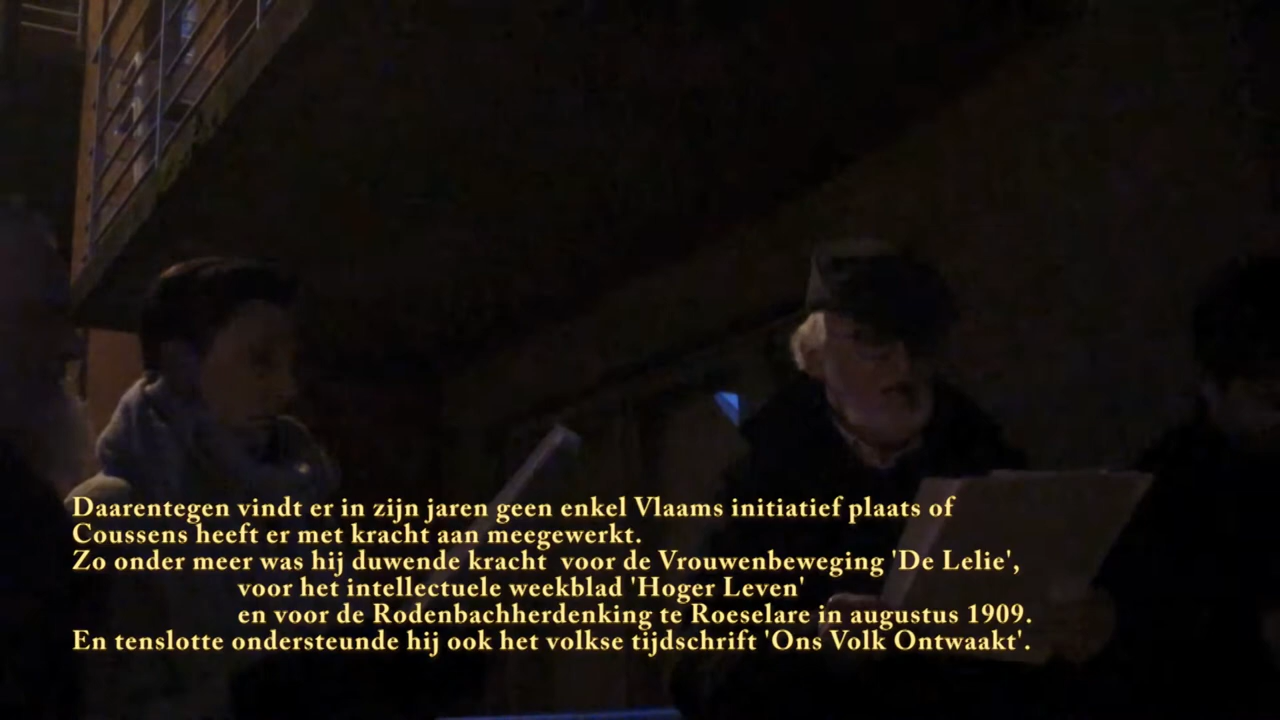 Daarentegen vindt er in zijn jaren geen enkel Vlaams initiatief plaats of
Coussens heeft er met kracht aan meegewerkt.
Zo onder meer was hij duwende kracht voor de Vrouwenbeweging 'De Lelie',
voor het intellectuele weekblad 'Hoger Leven'
en voor de Rodenbachherdenking te Roeselare in augustus 1909.
En tenslotte ondersteunde hij ook het volkse tijdschrift 'Ons Volk Ontwaakt'.